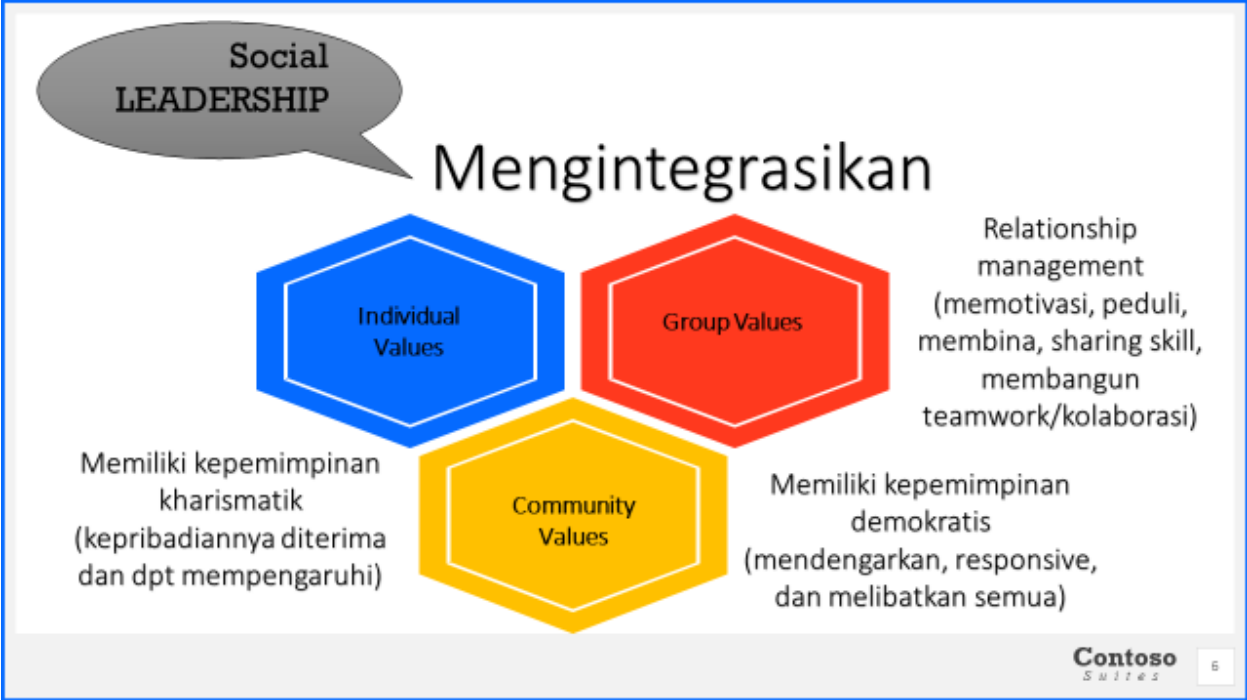 Social
LEADERSHIP
Mengintegrasikan
Individual
Values
Group Values
Relationship
management
(memotivasi, peduli,
membina, sharing skill,
membangun
teamwork/kolaborasi)
Memiliki kepemimpinan
kharismatik
(kepribadiannya diterima
dan dpt mempengaruhi)
Community
Values
Memiliki kepemimpinan
demokratis
(mendengarkan, responsive,
dan melibatkan semua)
Contoso
Suites
6